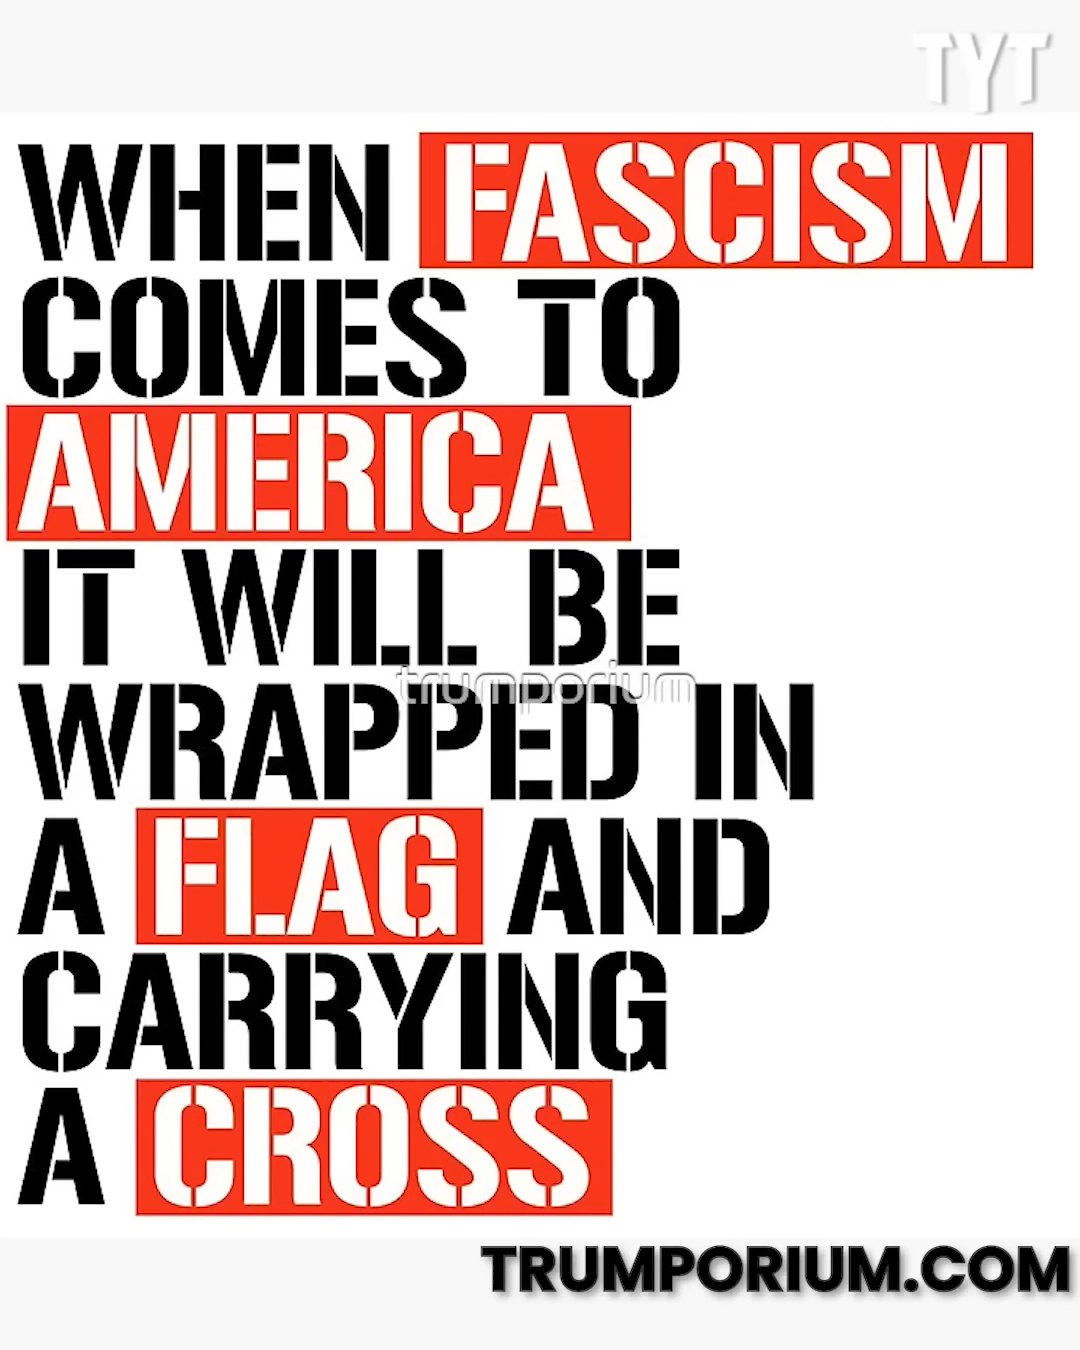 TYT
WHEN FASCISM
COMES TO
AMERICA
IT WILL BE
trumporium
WRAPPED IN
A FLAG AND
CARRYING
A CROSS
TRUMPORIUM.COM